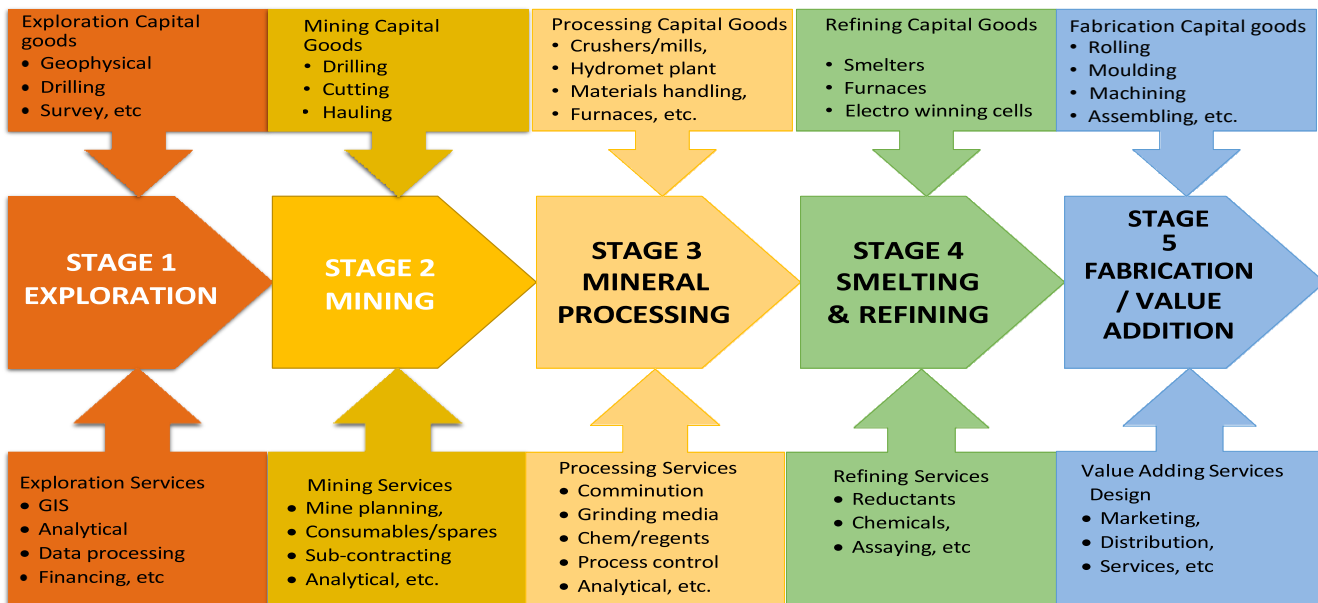 Exploration Capital
goods
• Geophysical
• Drilling
• Survey, etc
Mining Capital
Goods
• Drilling
• Cutting
• Hauling
Processing Capital Goods
• Crushers/mills,
• Hydromet plant
• Materials handling,
• Furnaces, etc.
Refining Capital Goods
• Smelters
• Furnaces
• Electro winning cells
Fabrication Capital goods
• Rolling
• Moulding
• Machining
• Assembling, etc.
STAGE 1
EXPLORATION
STAGE 2
MINING
STAGE 3
MINERAL
PROCESSING
STAGE 4
SMELTING
& REFINING
STAGE
5
FABRICATION
/ VALUE
ADDITION
Exploration Services
• GIS
• Analytical
• Data processing
• Financing, etc
Mining Services
• Mine planning,
• Consumables/spares
• Sub-contracting
• Analytical, etc.
Processing Services
• Comminution
• Grinding media
• Chem/regents
• Process control
• Analytical, etc.
Refining Services
• Reductants
• Chemicals,
• Assaying, etc
Value Adding Services
Design
• Marketing,
• Distribution,
• Services, etc